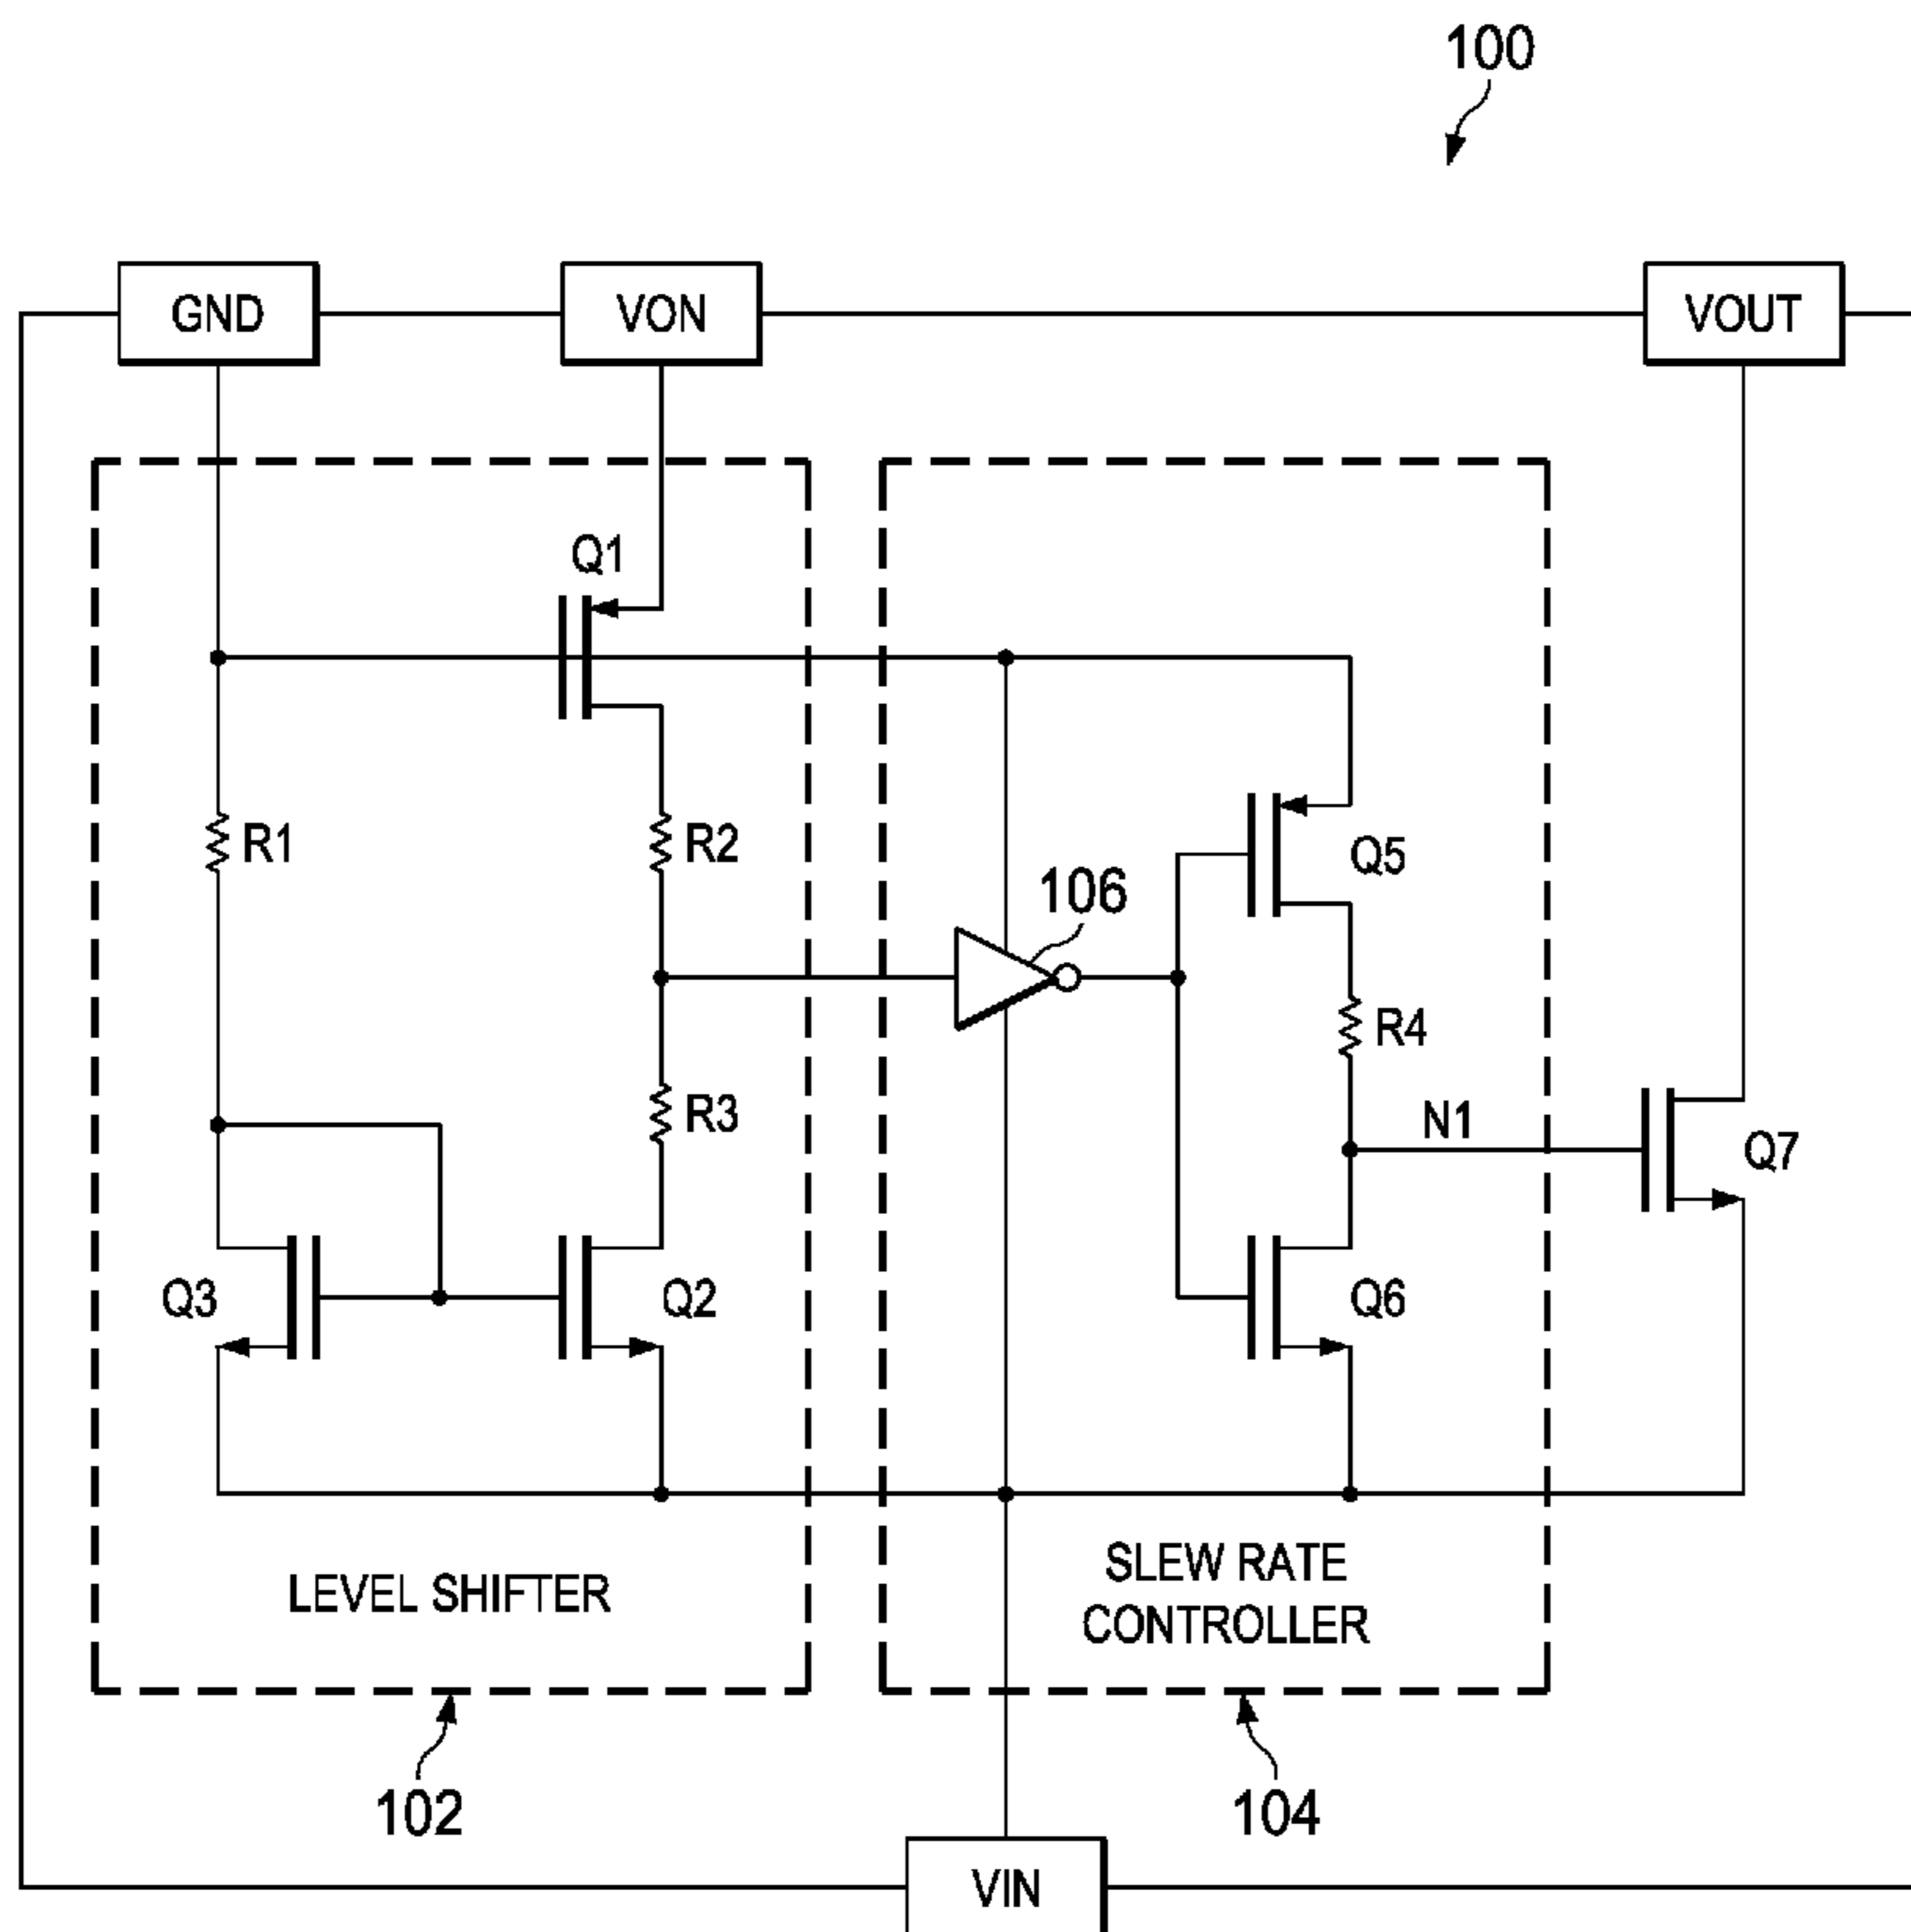 100
GND
VON
VOUT
Q1
R1
R2
Q5
106
R4
R3
N1
Q7
Q3
Q2
Q6
LEVEL SHIFTER
SLEW RATE
CONTROLLER
102
104
VIN